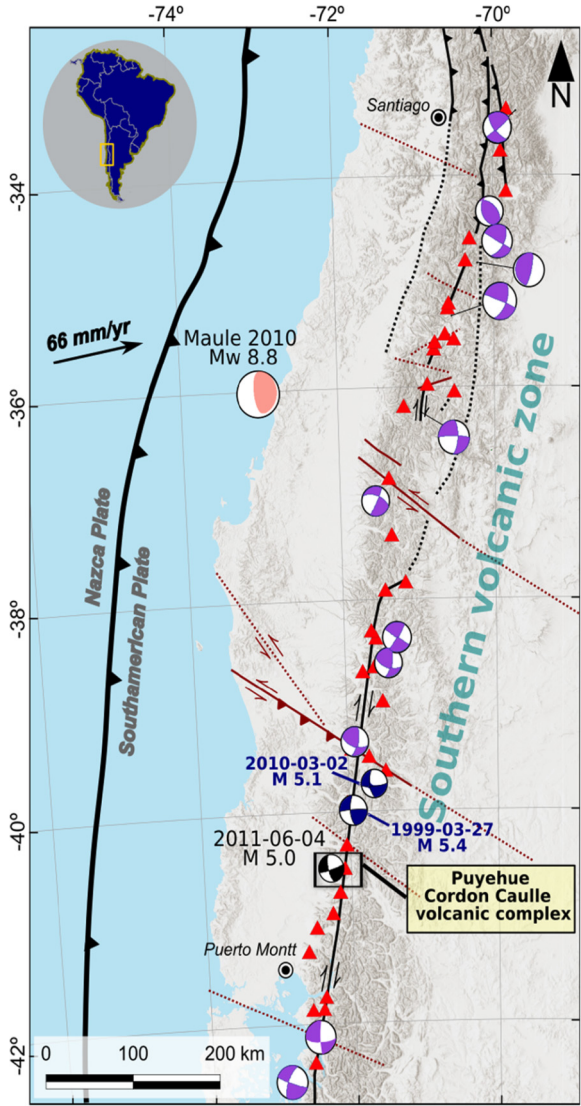 -74° -72° -70°
Santiago
N
-34°
66 mm/yr
Maule 2010
Mw 8.8
-36°
Southern volcanic zone
Nazca Plate
Southamerican Plate
-38°
2010-03-02
M 5.1
-40°
1999-03-27
M 5.4
2011-06-04
M 5.0
Puyehue
Cordon Caulle
volcanic complex
Puerto Montt
-42°
0 100 200 km